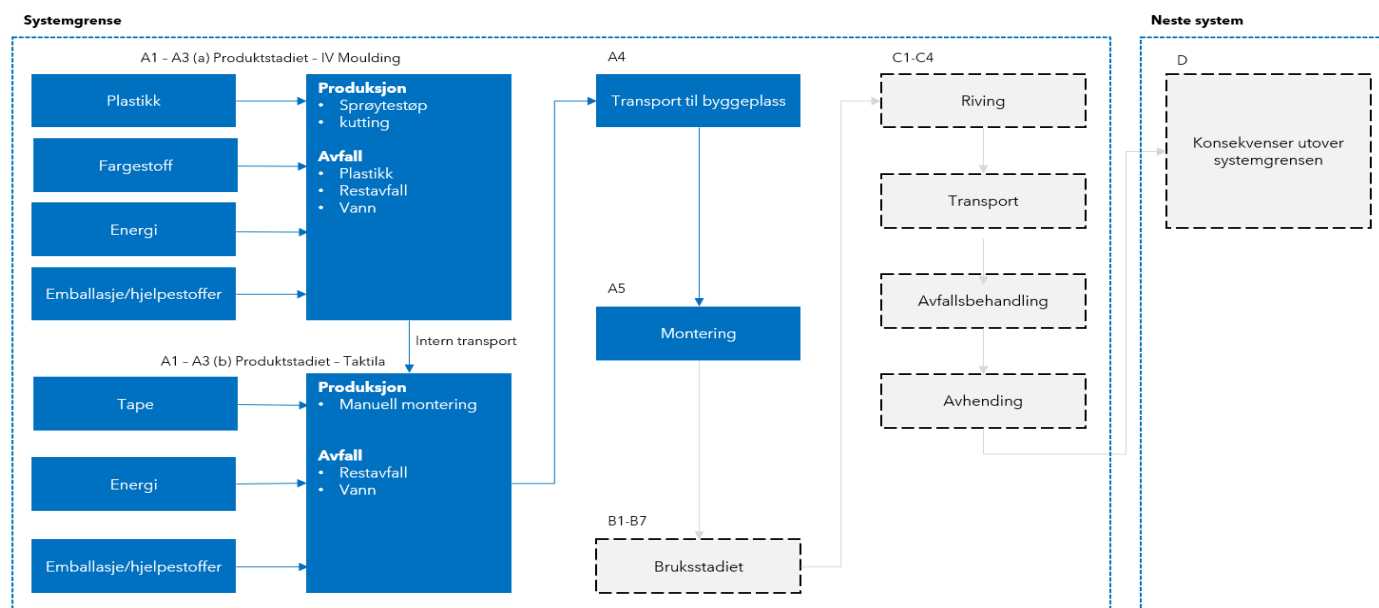 Systemgrense
Neste system
A1 – A3 (a) Produktstadiet – IV Moulding
Plastikk
Fargestoff
Energi
Emballasje/hjelpestoffer
Produksjon
• Sprøytestøp
• kutting
Avfall
• Plastikk
• Restavfall
• Vann
Intern transport
A1 – A3 (b) Produktstadiet – Taktila
Tape
Energi
Emballasje/hjelpestoffer
Produksjon
• Manuell montering
Avfall
• Restavfall
• Vann
A4
Transport til byggeplass
A5
Montering
B1-B7
Bruksstadiet
C1-C4
Riving
Transport
Avfallsbehandling
Avhending
D
Konsekvenser utover
systemgrensen